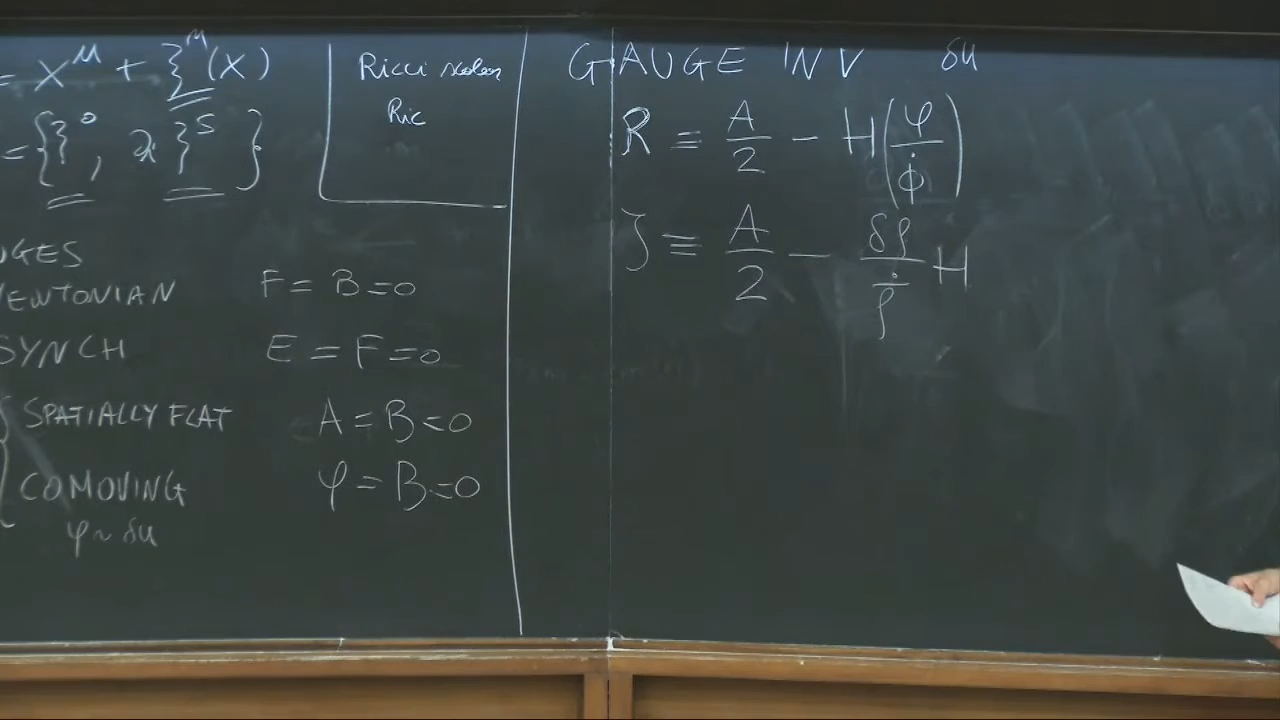 = x^μ + ξ^μ(x)
= {ξ^0, ∂_i ξ^S}
Ricci scalar
Ric
UGES
NEWTONIAN F = B = 0
SYNCH E = F = 0
SPATIALLY FLAT A = B = 0
COMOVING φ = B = 0
φ ~ δu
GAUGE INV δu
R ≡ A/2 − H(φ/ϕ̇)
ζ ≡ A/2 − δρ/ρ̇ H